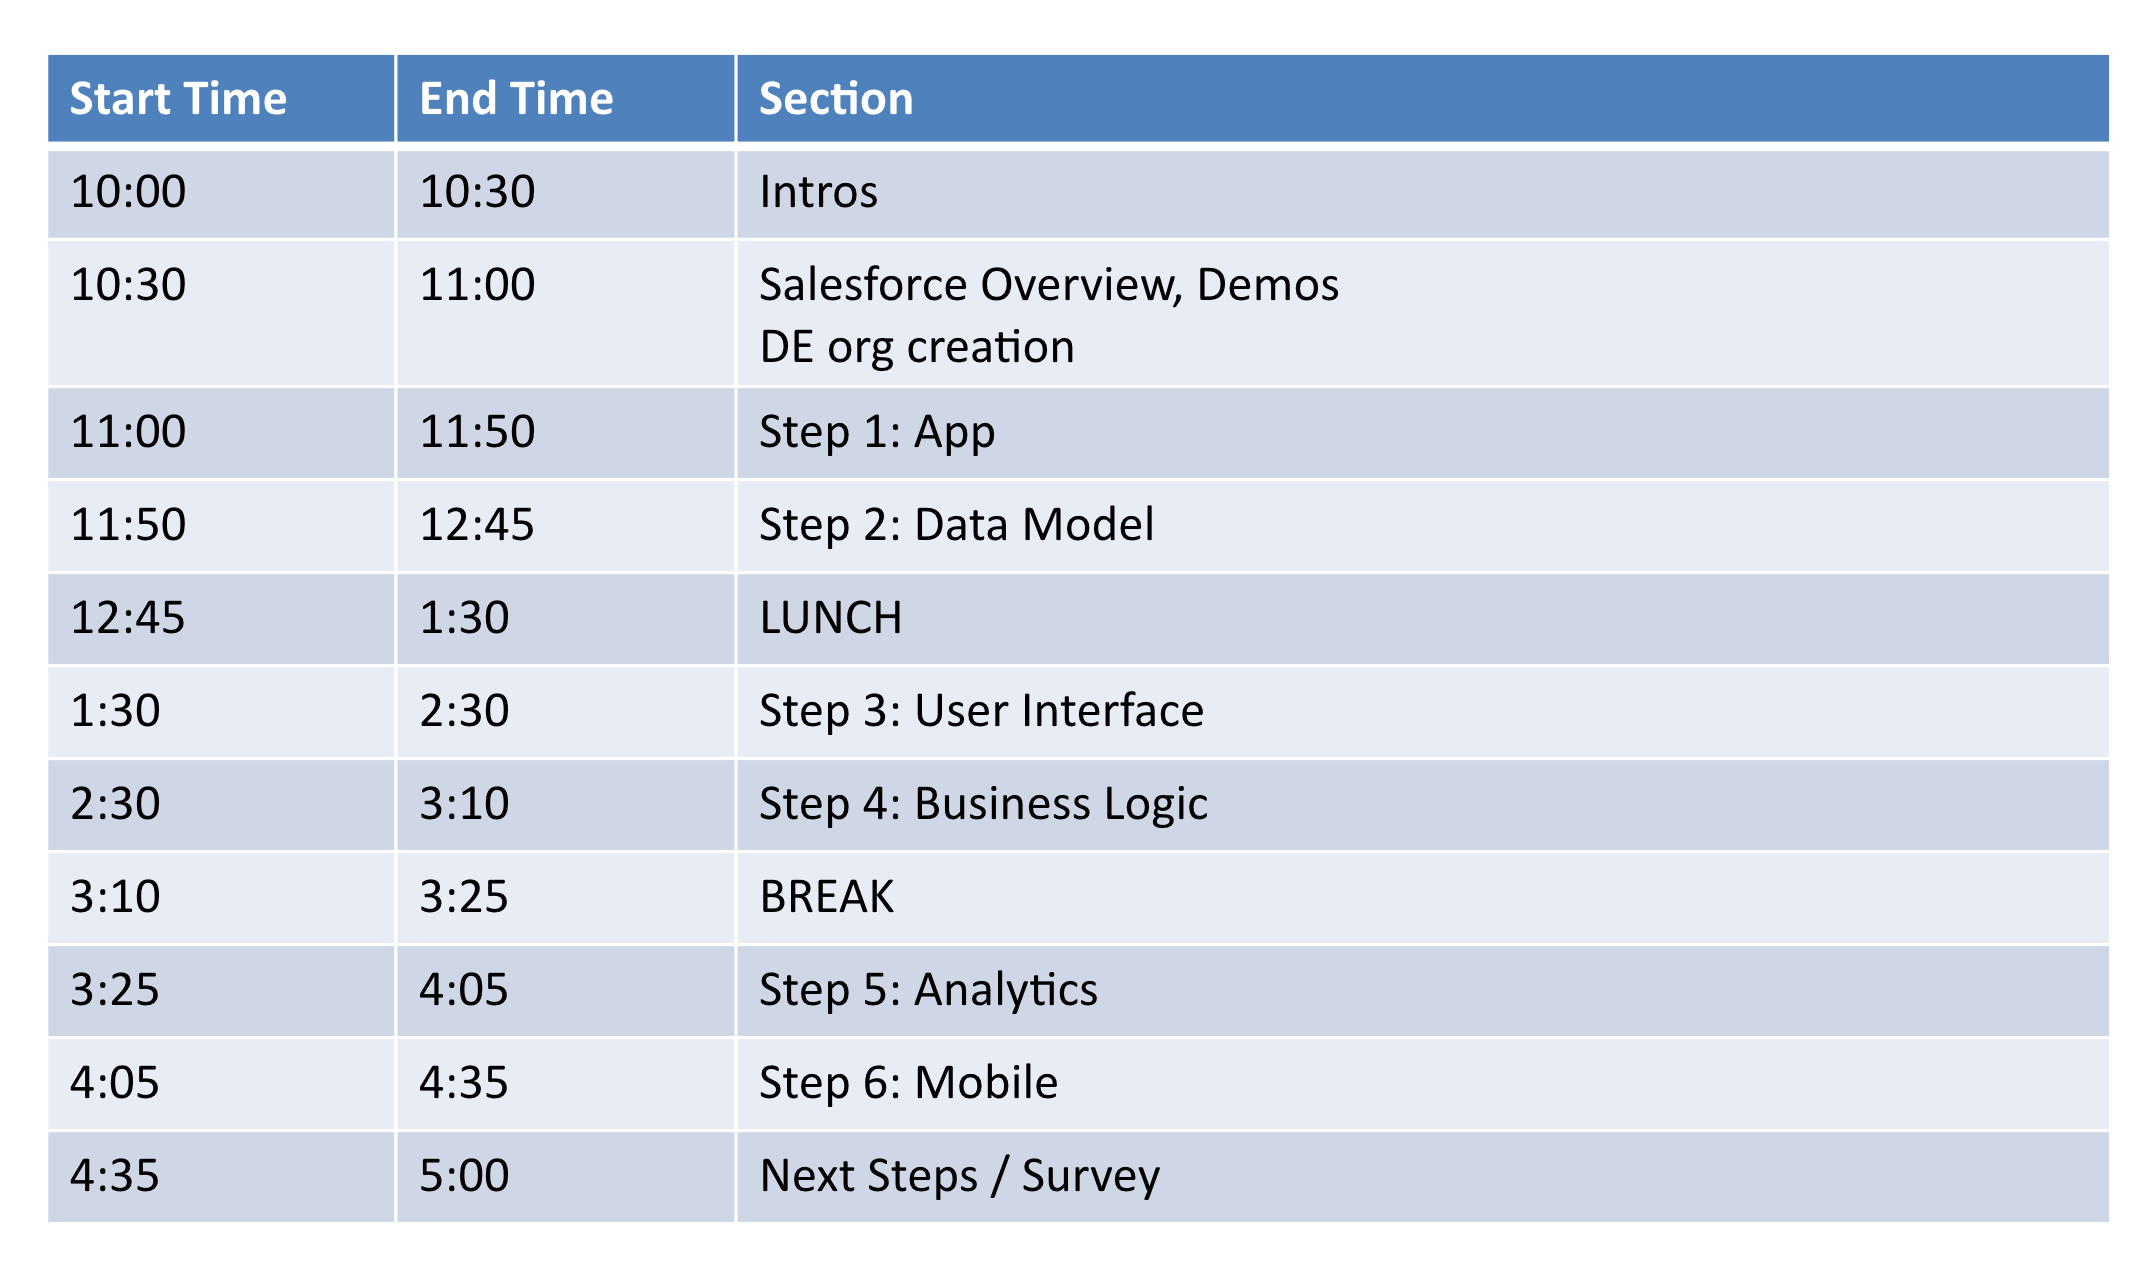 Start Time End Time Section
10:00 10:30 Intros
10:30 11:00 Salesforce Overview, Demos
DE org creation
11:00 11:50 Step 1: App
11:50 12:45 Step 2: Data Model
12:45 1:30 LUNCH
1:30 2:30 Step 3: User Interface
2:30 3:10 Step 4: Business Logic
3:10 3:25 BREAK
3:25 4:05 Step 5: Analytics
4:05 4:35 Step 6: Mobile
4:35 5:00 Next Steps / Survey